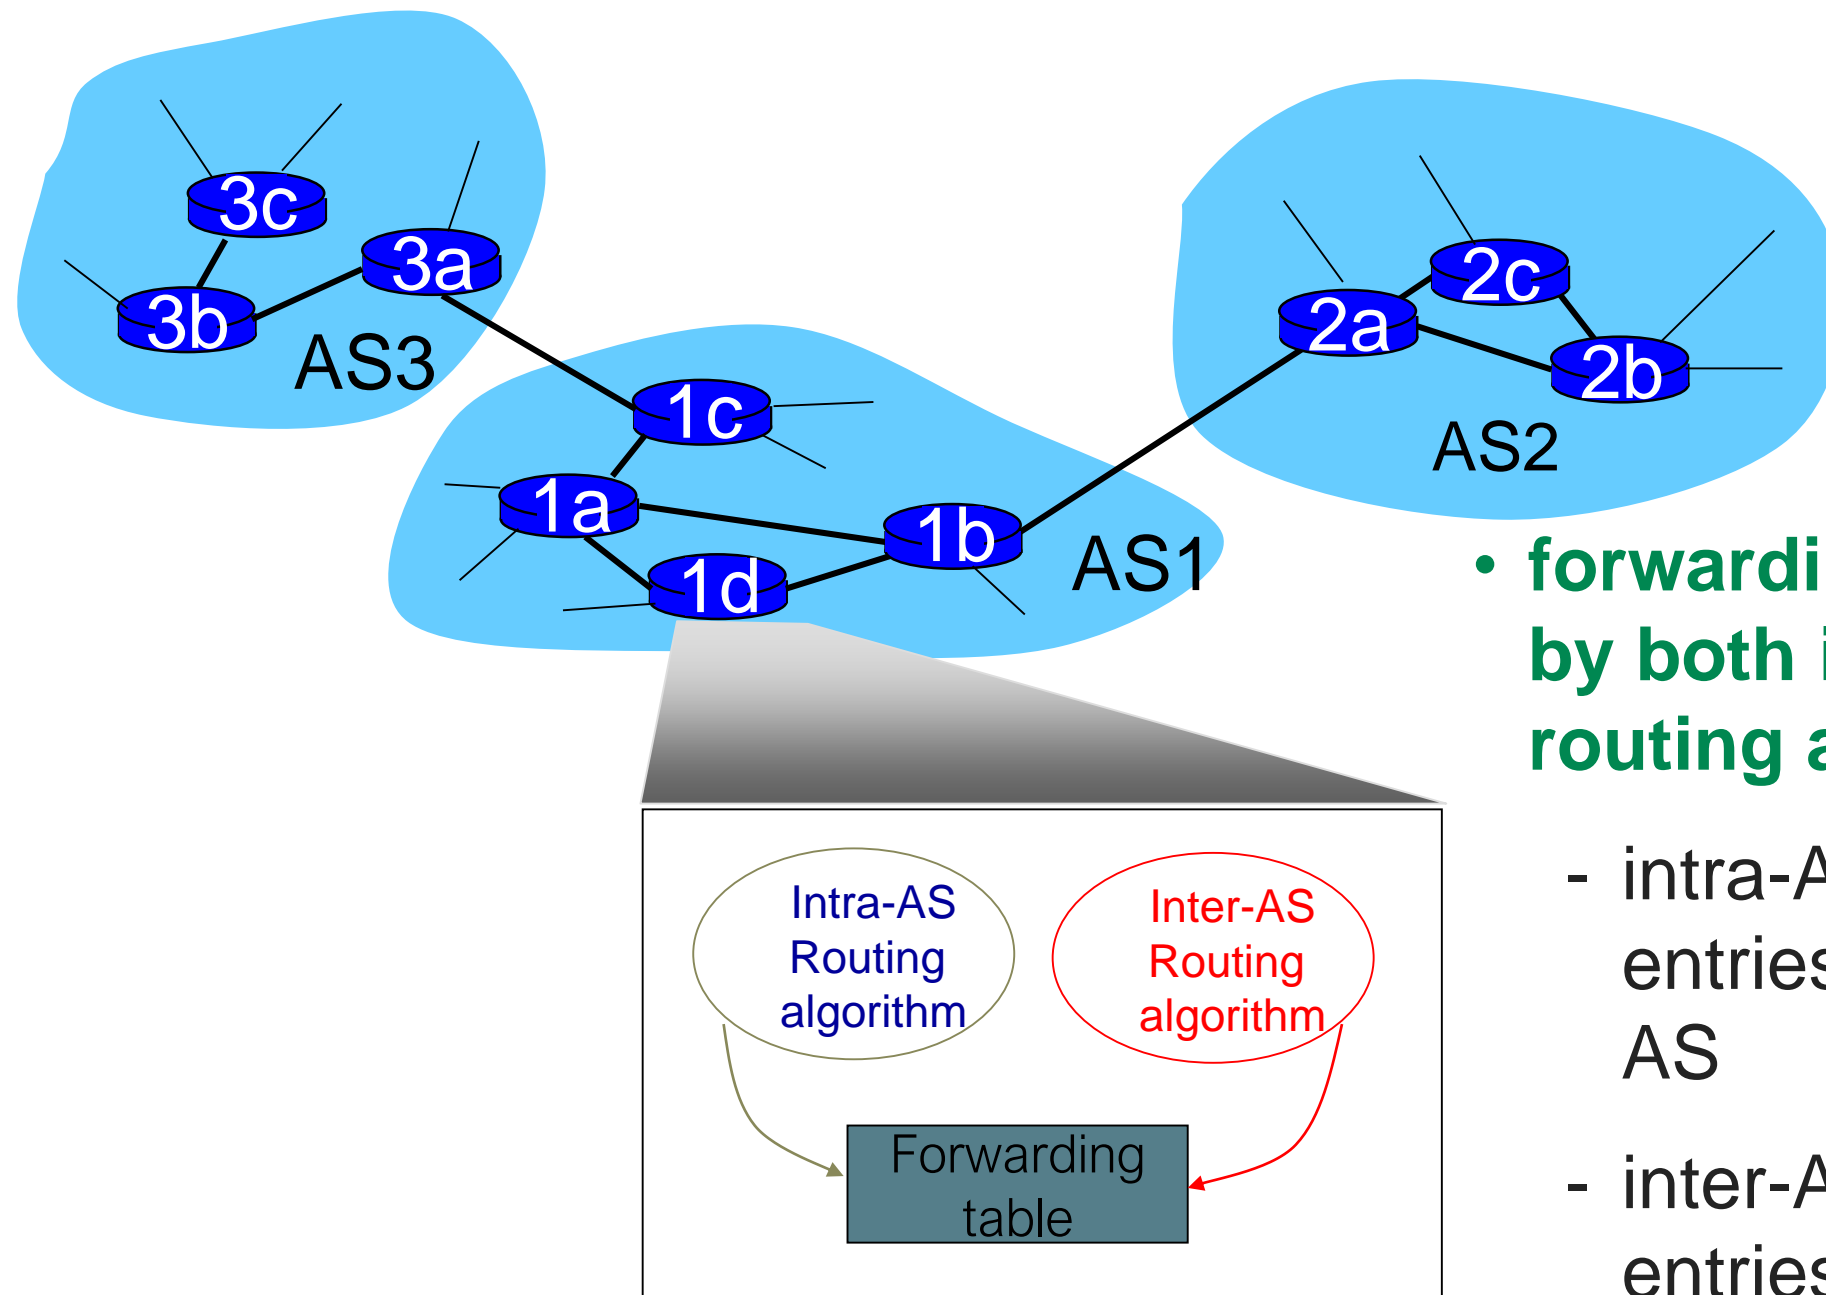 3c
3a
3b
AS3
2c
2a
2b
AS2
1c
1a
1b
1d
AS1
• forwardi
by both i
routing a
- intra-A
entries
AS
- inter-A
entries
Intra-AS
Routing
algorithm
Inter-AS
Routing
algorithm
Forwarding
table